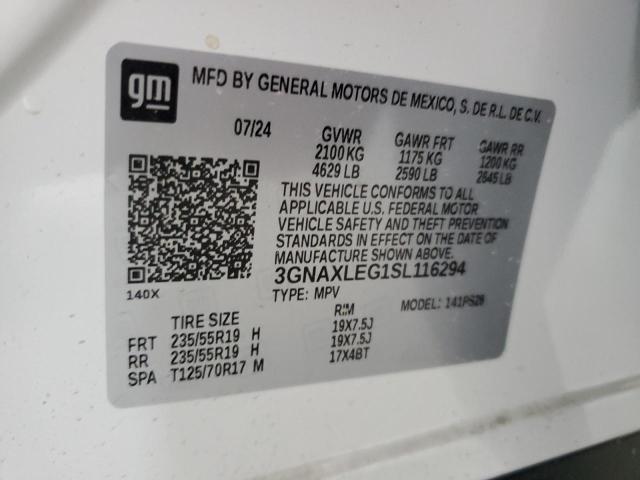 gm
MFD BY GENERAL MOTORS DE MEXICO, S. DE R.L. DE C.V.
07/24 GVWR GAWR FRT GAWR RR
2100 KG 1175 KG 1200 KG
4629 LB 2590 LB 2645 LB
THIS VEHICLE CONFORMS TO ALL
APPLICABLE U.S. FEDERAL MOTOR
VEHICLE SAFETY AND THEFT PREVENTION
STANDARDS IN EFFECT ON THE DATE OF
MANUFACTURE SHOWN ABOVE.
3GNAXLEG1SL116294
140X TYPE: MPV MODEL: 141PS26
TIRE SIZE RIM
FRT 235/55R19 H 19X7.5J
RR 235/55R19 H 19X7.5J
SPA T125/70R17 M 17X4BT